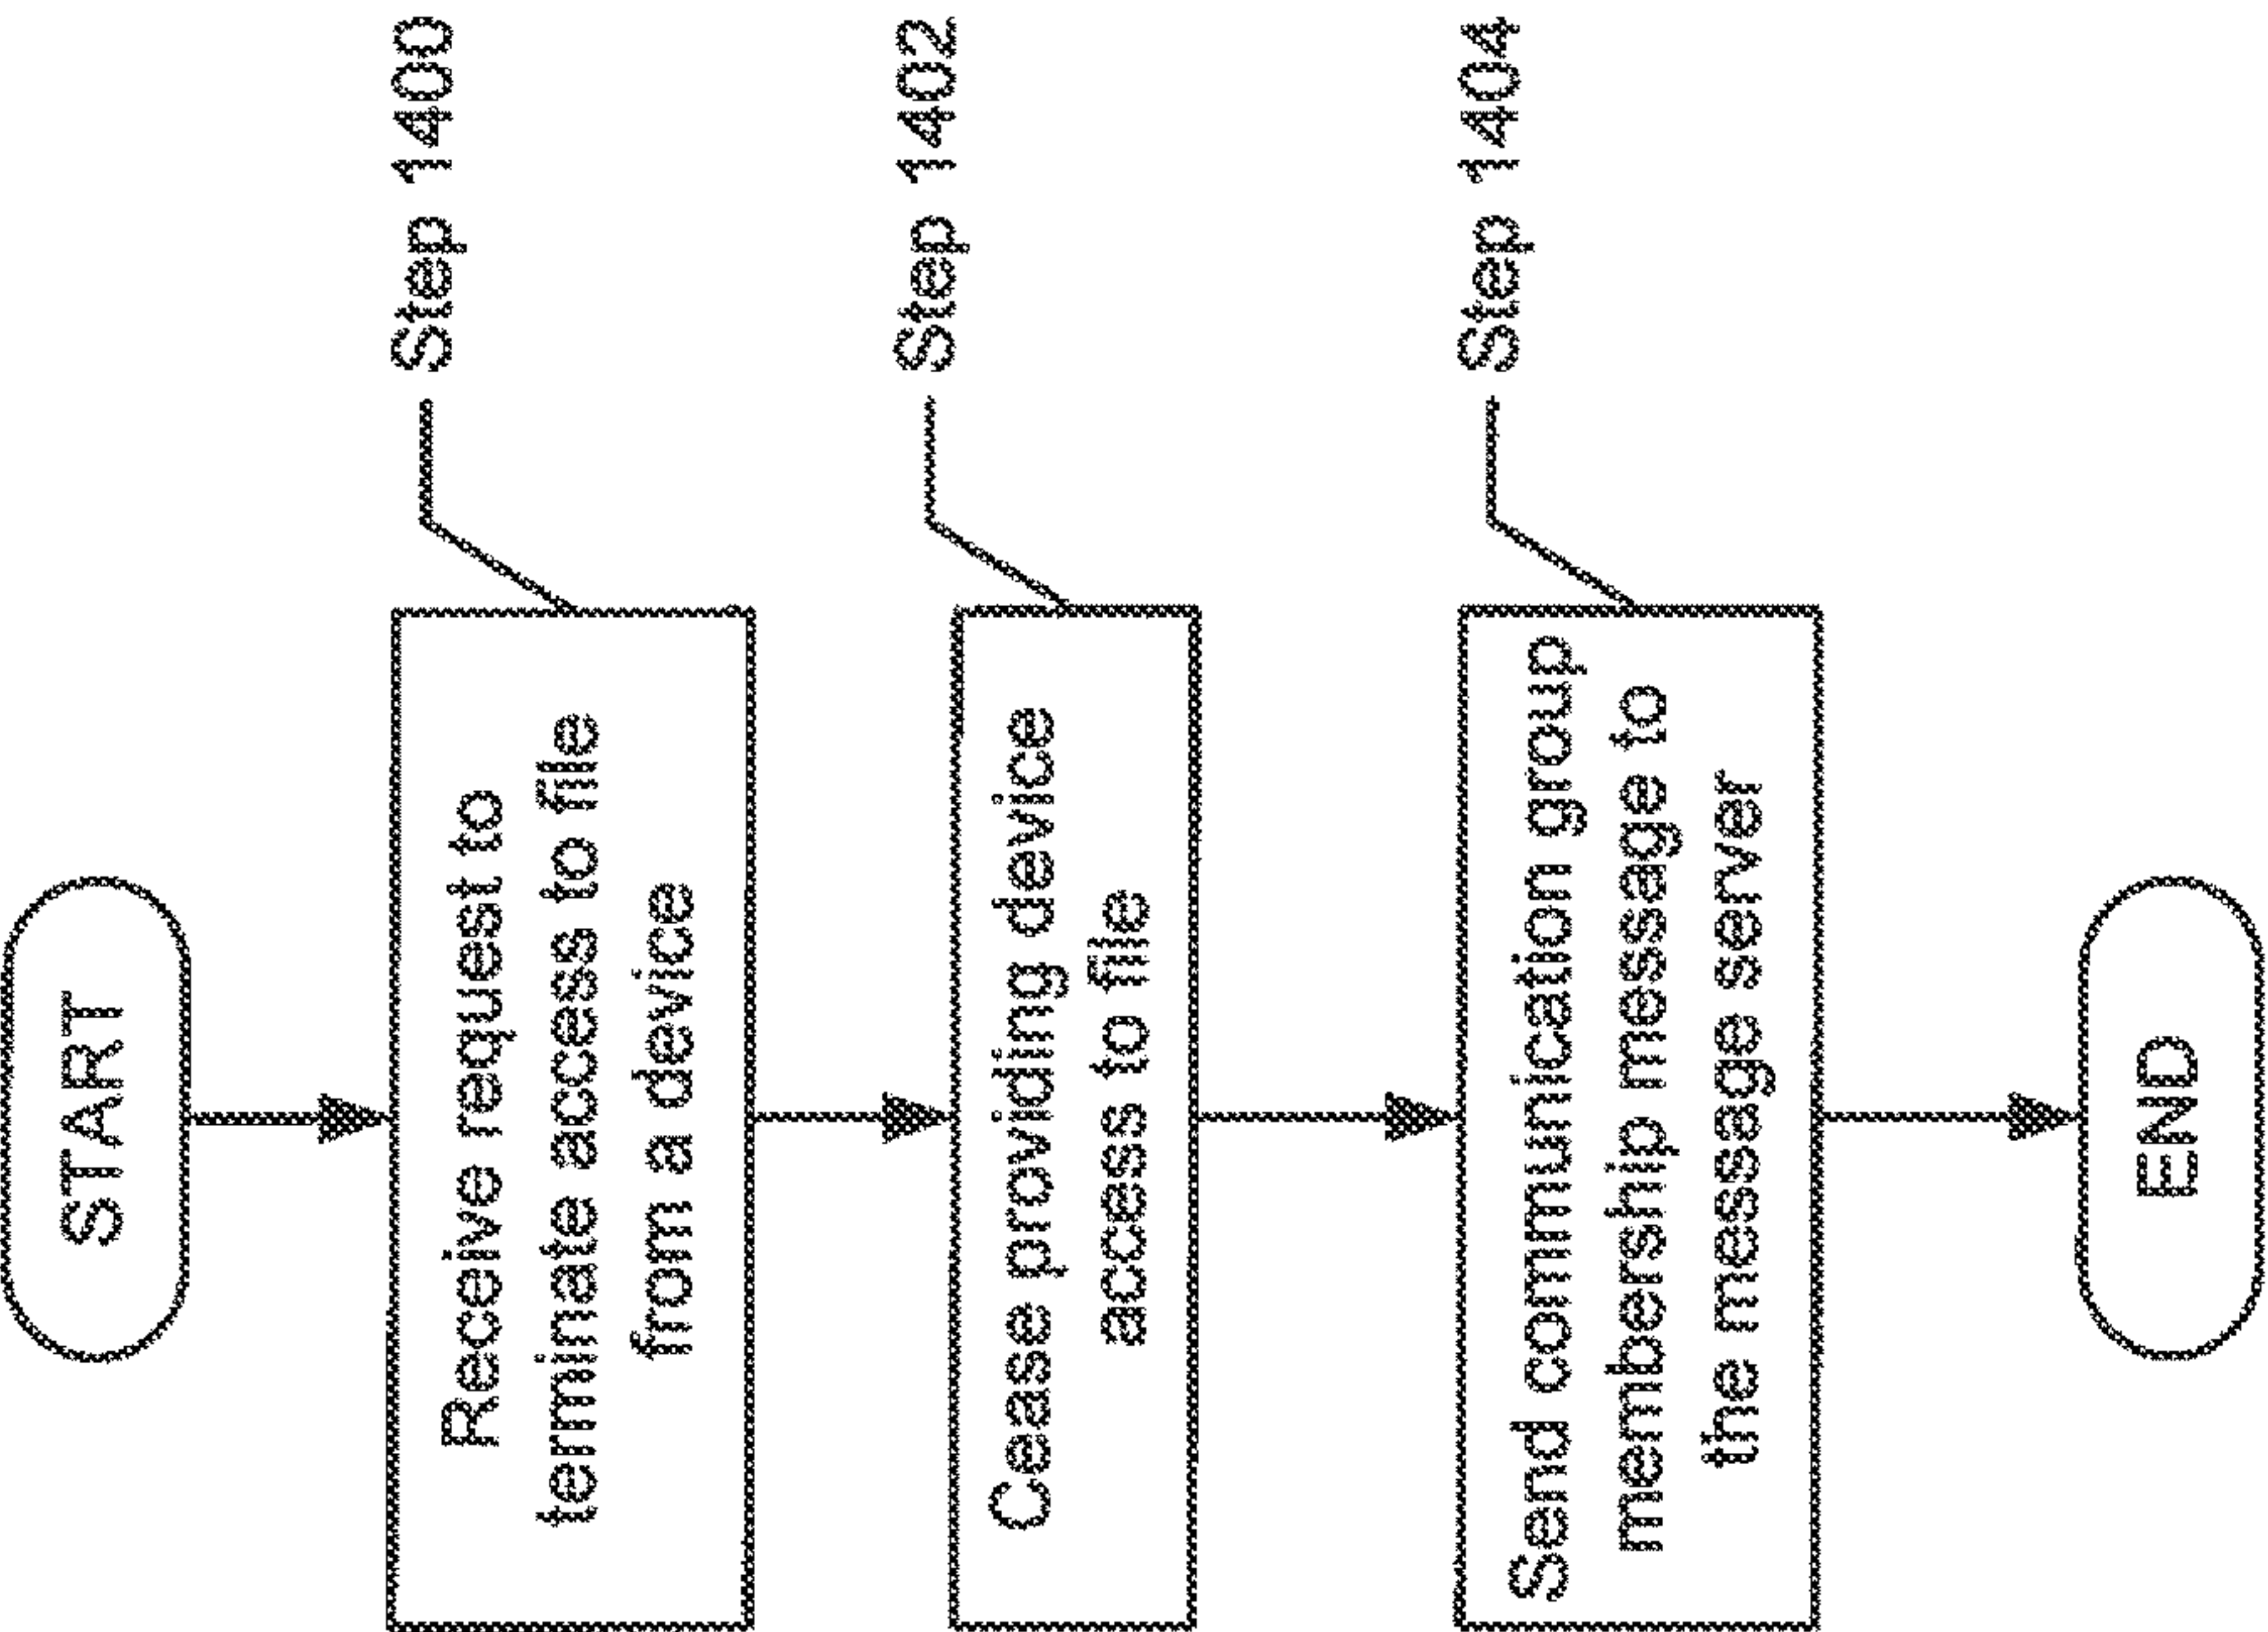 START
Receive request to
terminate access to file
from a device
Step 1400
Cease providing device
access to file
Step 1402
Send communication group
membership message to
the message server
Step 1404
END